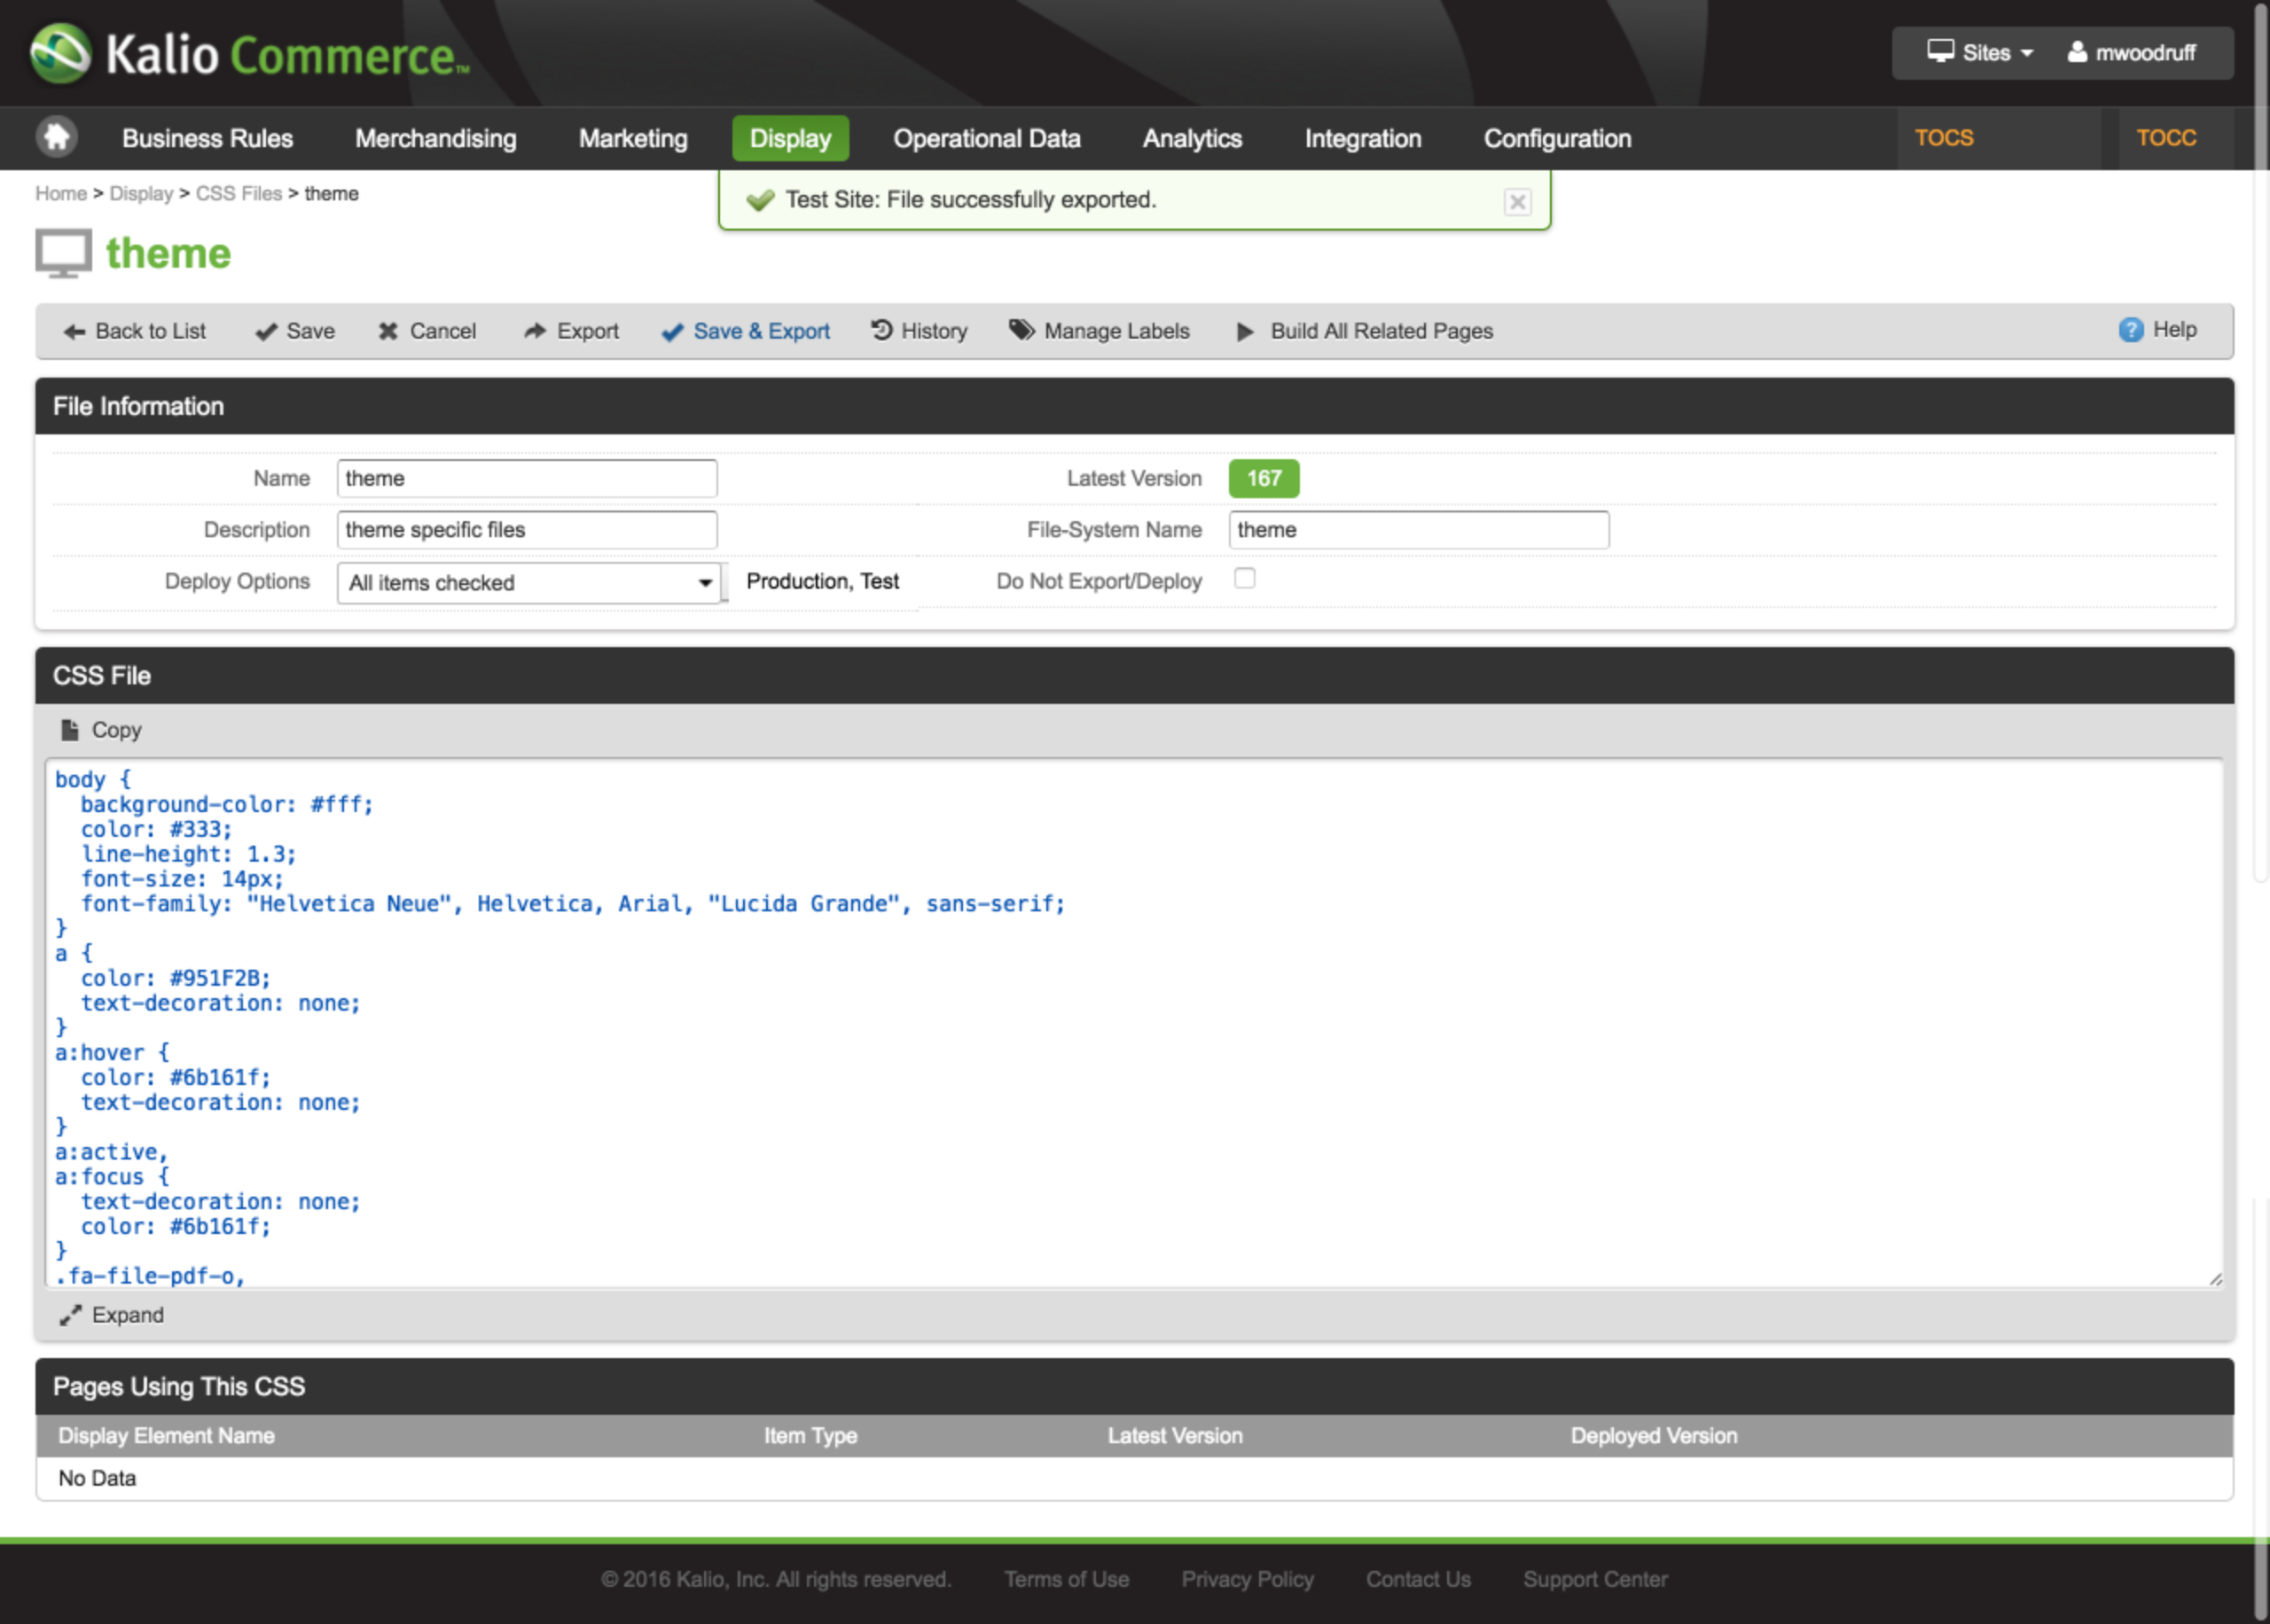 Kalio Commerce™
Sites mwoodruff
Business Rules Merchandising Marketing Display Operational Data Analytics Integration Configuration TOCS TOCC
Home > Display > CSS Files > theme
Test Site: File successfully exported.
theme
Back to List Save Cancel Export Save & Export History Manage Labels Build All Related Pages ? Help
File Information
Name theme Latest Version 167
Description theme specific files File-System Name theme
Deploy Options All items checked Production, Test Do Not Export/Deploy
CSS File
Copy
body {
  background-color: #fff;
  color: #333;
  line-height: 1.3;
  font-size: 14px;
  font-family: "Helvetica Neue", Helvetica, Arial, "Lucida Grande", sans-serif;
}
a {
  color: #951F2B;
  text-decoration: none;
}
a:hover {
  color: #6b161f;
  text-decoration: none;
}
a:active,
a:focus {
  text-decoration: none;
  color: #6b161f;
}
.fa-file-pdf-o,
Expand
Pages Using This CSS
Display Element Name Item Type Latest Version Deployed Version
No Data
© 2016 Kalio, Inc. All rights reserved. Terms of Use Privacy Policy Contact Us Support Center